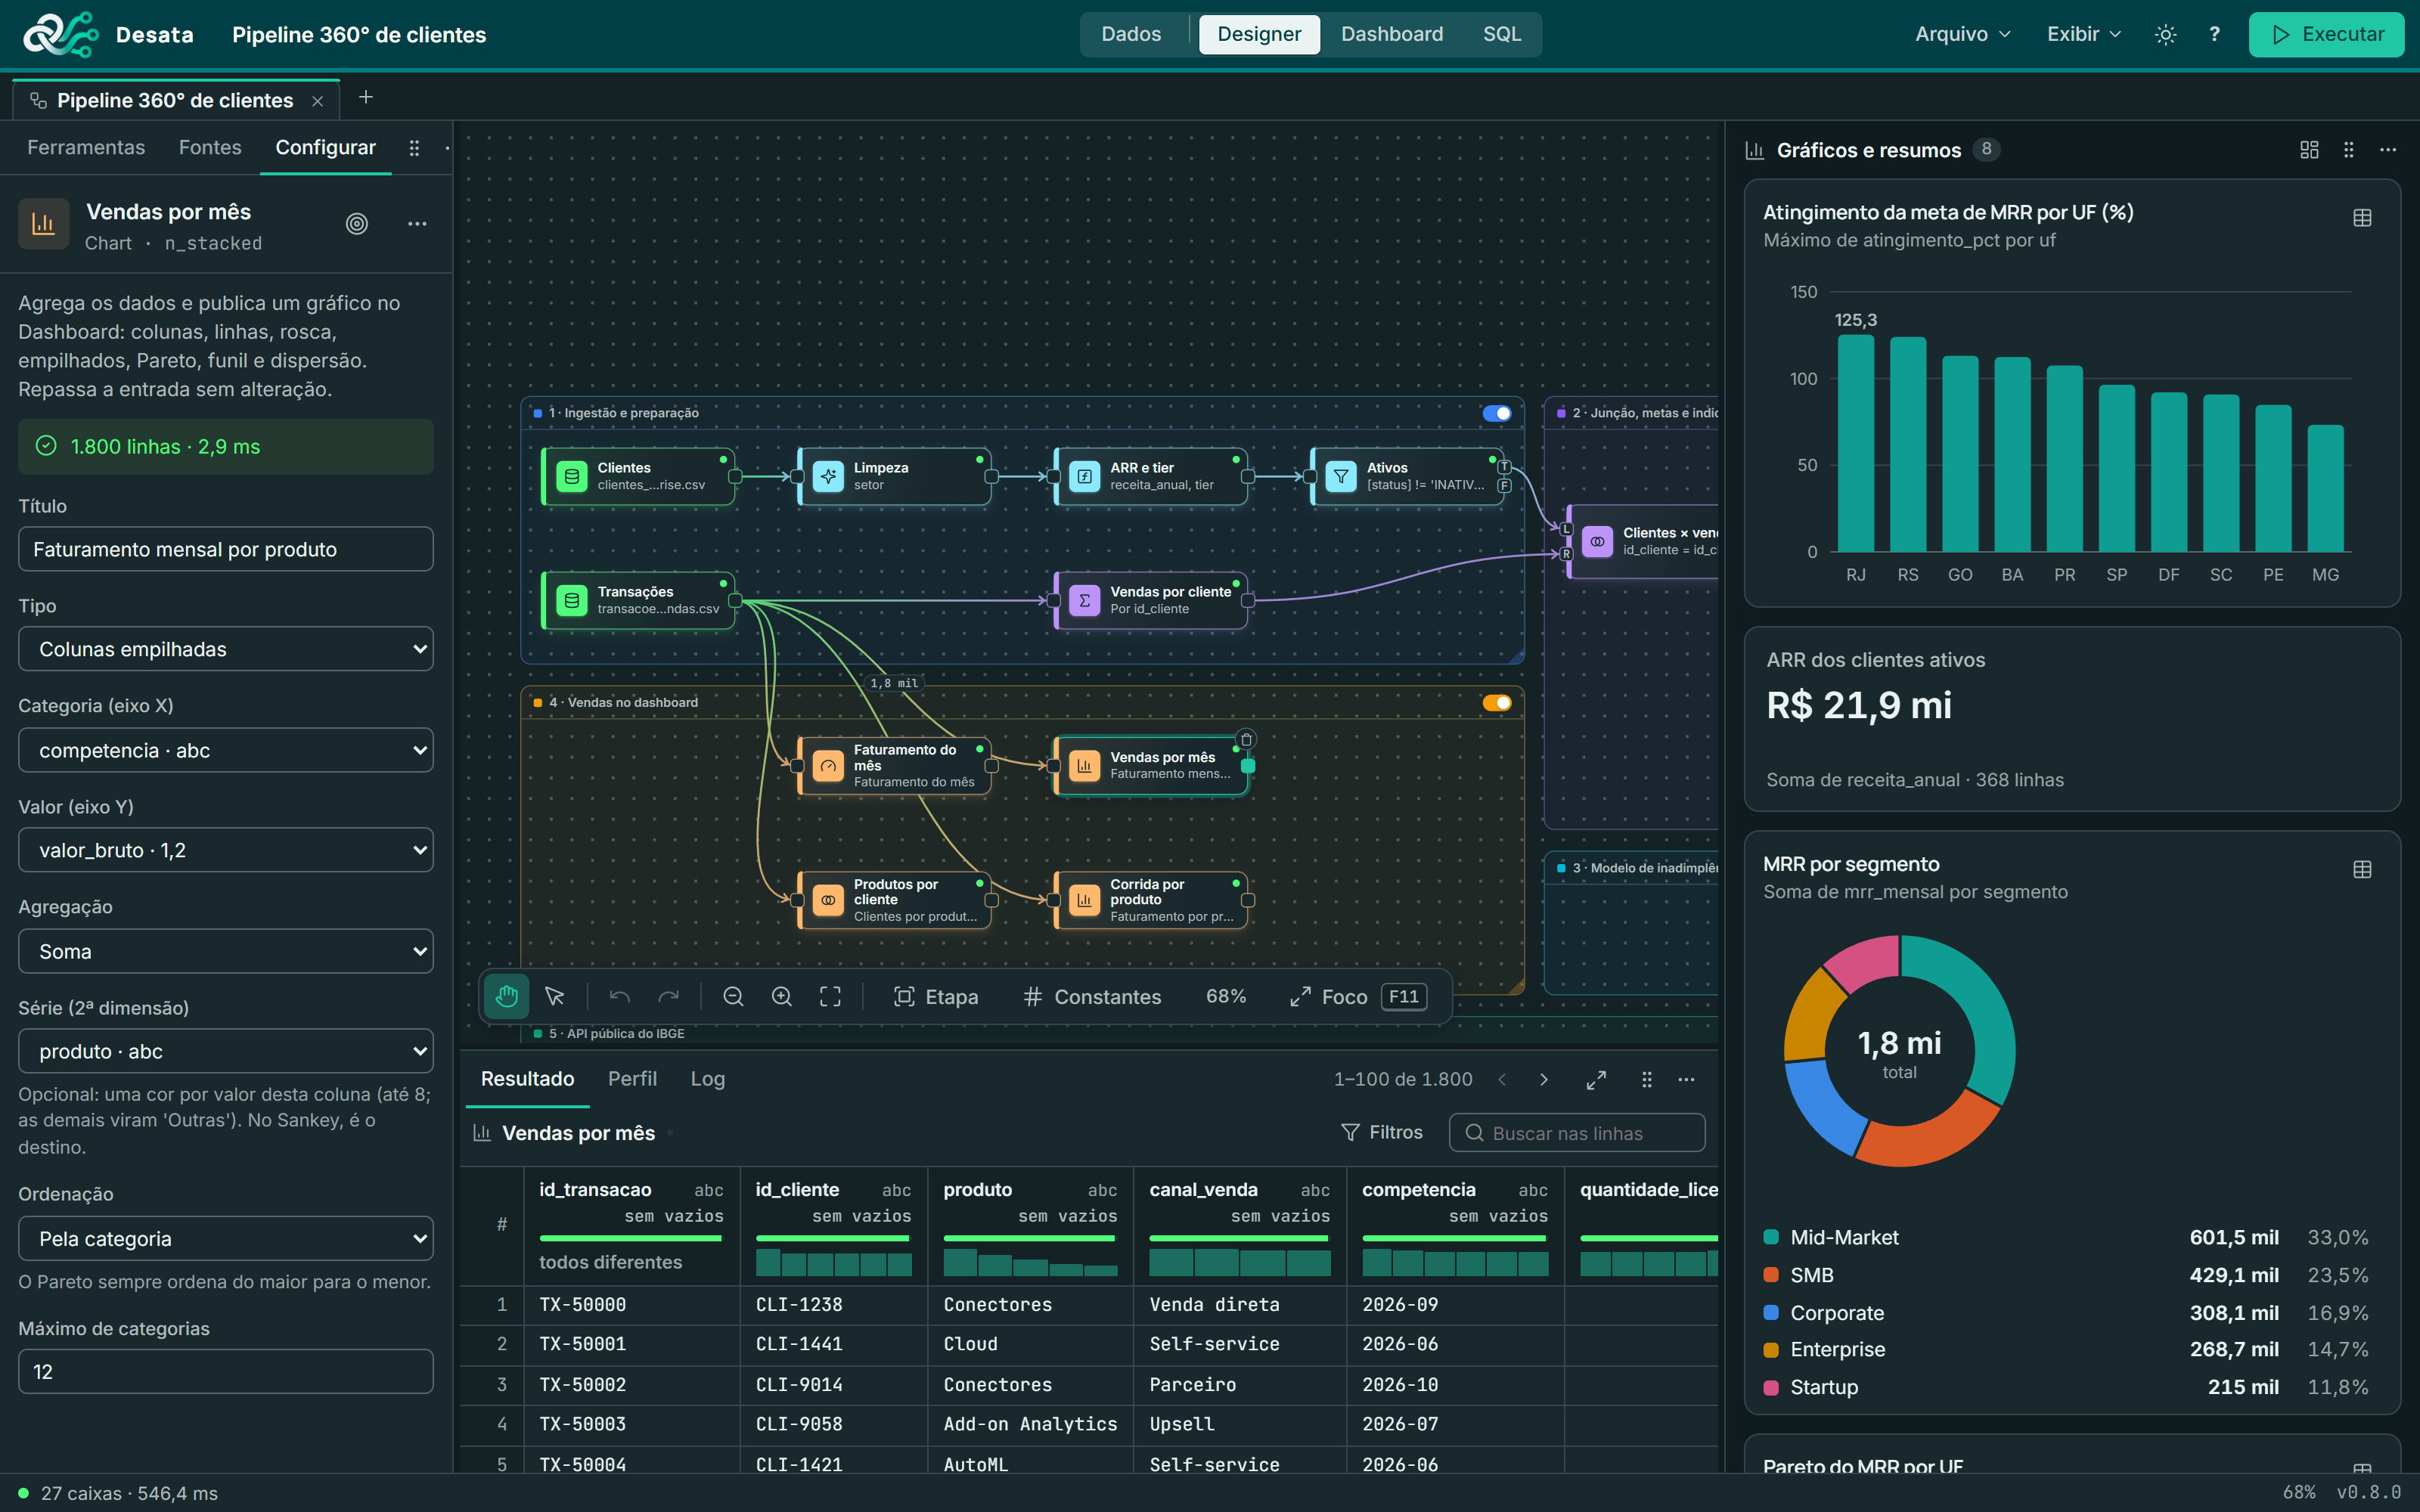 Desata
Pipeline 360° de clientes
Dados
Designer
Dashboard
SQL
Arquivo
Exibir
?
Executar
Pipeline 360° de clientes
Ferramentas
Fontes
Configurar
Vendas por mês
Chart · n_stacked
Agrega os dados e publica um gráfico no
Dashboard: colunas, linhas, rosca,
empilhados, Pareto, funil e dispersão.
Repassa a entrada sem alteração.
1.800 linhas · 2,9 ms
Título
Faturamento mensal por produto
Tipo
Colunas empilhadas
Categoria (eixo X)
competencia · abc
Valor (eixo Y)
valor_bruto · 1,2
Agregação
Soma
Série (2ª dimensão)
produto · abc
Opcional: uma cor por valor desta coluna (até 8;
as demais viram 'Outras'). No Sankey, é o
destino.
Ordenação
Pela categoria
O Pareto sempre ordena do maior para o menor.
Máximo de categorias
12
1 · Ingestão e preparação
Clientes
clientes_...rise.csv
Limpeza
setor
ARR e tier
receita_anual, tier
Ativos
[status] != 'INATIV...
T
F
Transações
transacoe...ndas.csv
Vendas por cliente
Por id_cliente
2 · Junção, metas e indic
L
R
Clientes × ven
id_cliente = id_c
1,8 mil
4 · Vendas no dashboard
Faturamento do
mês
Faturamento do mês
Vendas por mês
Faturamento mens...
Produtos por
cliente
Clientes por produt...
Corrida por
produto
Faturamento por pr...
3 · Modelo de inadimplên
Etapa
Constantes
68%
Foco
F11
5 · API pública do IBGE
Resultado
Perfil
Log
1–100 de 1.800
Vendas por mês
Filtros
Buscar nas linhas
#
id_transacao abc
sem vazios
todos diferentes
id_cliente abc
sem vazios
produto abc
sem vazios
canal_venda abc
sem vazios
competencia abc
sem vazios
quantidade_lice
1 TX-50000 CLI-1238 Conectores Venda direta 2026-09
2 TX-50001 CLI-1441 Cloud Self-service 2026-06
3 TX-50002 CLI-9014 Conectores Parceiro 2026-10
4 TX-50003 CLI-9058 Add-on Analytics Upsell 2026-07
5 TX-50004 CLI-1421 AutoML Self-service 2026-06
Gráficos e resumos 8
Atingimento da meta de MRR por UF (%)
Máximo de atingimento_pct por uf
150
125,3
100
50
0
RJ RS GO BA PR SP DF SC PE MG
ARR dos clientes ativos
R$ 21,9 mi
Soma de receita_anual · 368 linhas
MRR por segmento
Soma de mrr_mensal por segmento
1,8 mi
total
Mid-Market 601,5 mil 33,0%
SMB 429,1 mil 23,5%
Corporate 308,1 mil 16,9%
Enterprise 268,7 mil 14,7%
Startup 215 mil 11,8%
Pareto do MRR por UF
27 caixas · 546,4 ms
68% v0.8.0